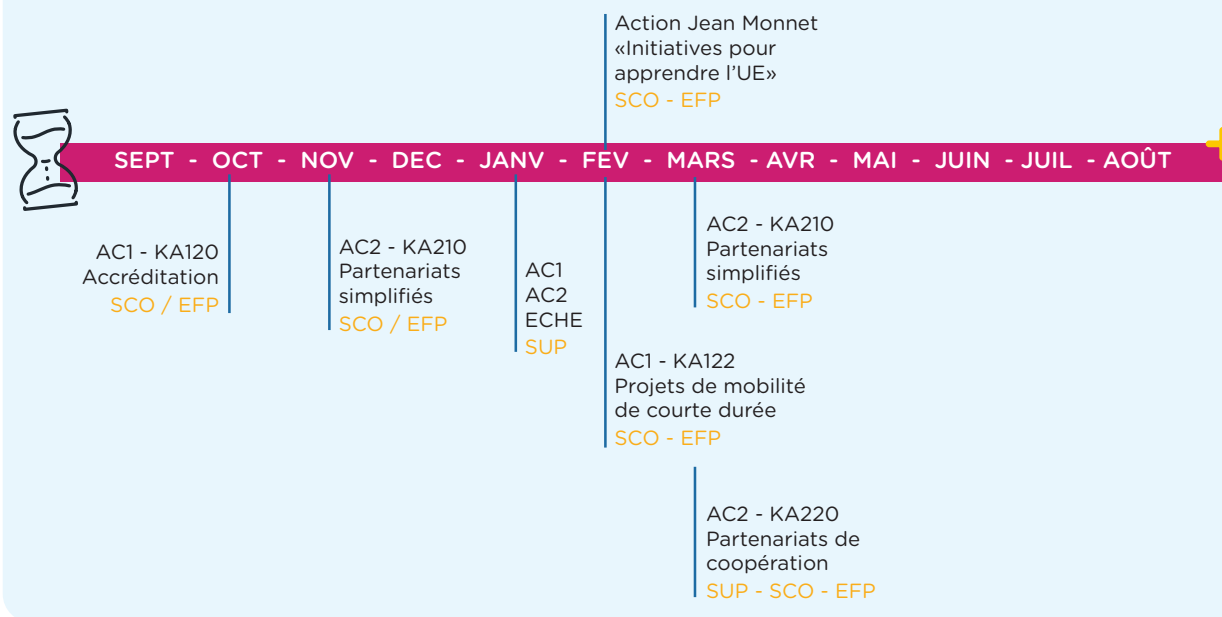 Action Jean Monnet
«Initiatives pour
apprendre l’UE»
SCO - EFP
SEPT - OCT - NOV - DEC - JANV - FEV - MARS - AVR - MAI - JUIN - JUIL - AOÛT
AC1 - KA120
Accréditation
SCO / EFP
AC2 - KA210
Partenariats
simplifiés
SCO / EFP
AC1
AC2
ECHE
SUP
AC1 - KA122
Projets de mobilité
de courte durée
SCO - EFP
AC2 - KA210
Partenariats
simplifiés
SCO - EFP
AC2 - KA220
Partenariats de
coopération
SUP - SCO - EFP